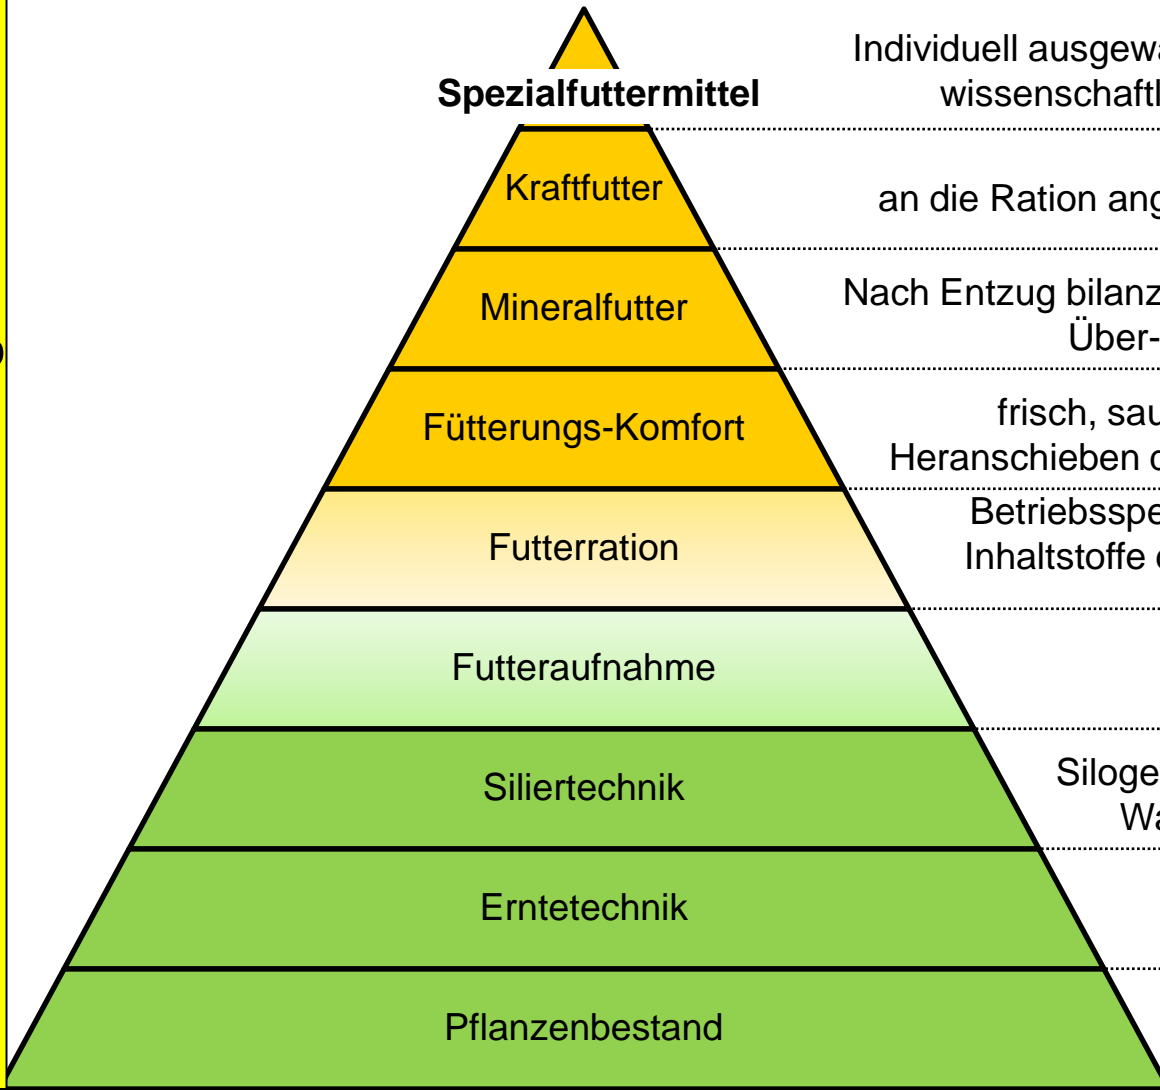 Individuell ausgewä
Spezialfuttermittel
wissenschaftl
Kraftfutter
an die Ration ang
Mineralfutter
Nach Entzug bilanz
Über-
Fütterungs-Komfort
frisch, sau
Heranschieben d
Futterration
Betriebsspe
Inhaltstoffe
Futteraufnahme
Siliertechnik
Siloge
Wa
Erntetechnik
Pflanzenbestand